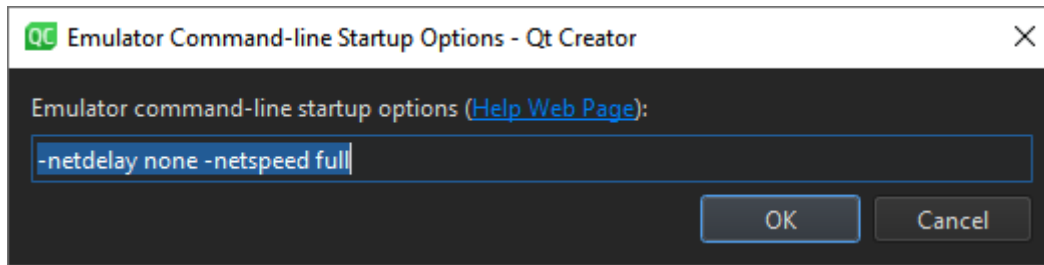 QC Emulator Command-line Startup Options - Qt Creator
Emulator command-line startup options (Help Web Page):
-netdelay none -netspeed full
OK Cancel